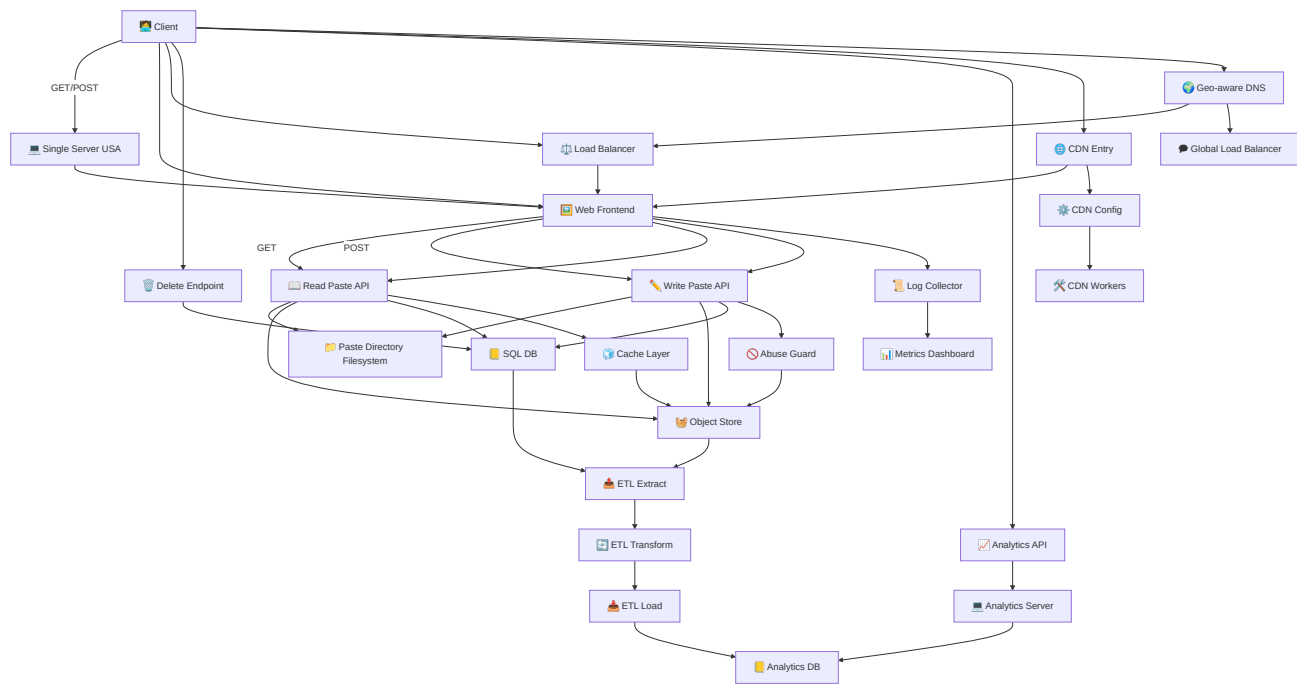 🧑‍💻 Client
GET/POST
🌍 Geo-aware DNS
💻 Single Server USA
⚖️ Load Balancer
🌐 CDN Entry
🗩 Global Load Balancer
🖼️ Web Frontend
⚙️ CDN Config
GET
POST
🗑️ Delete Endpoint
📖 Read Paste API
✏️ Write Paste API
📜 Log Collector
🛠️ CDN Workers
📁 Paste Directory
Filesystem
📒 SQL DB
🧊 Cache Layer
🚫 Abuse Guard
📊 Metrics Dashboard
🧺 Object Store
📤 ETL Extract
🔄 ETL Transform
📈 Analytics API
📥 ETL Load
💻 Analytics Server
📒 Analytics DB